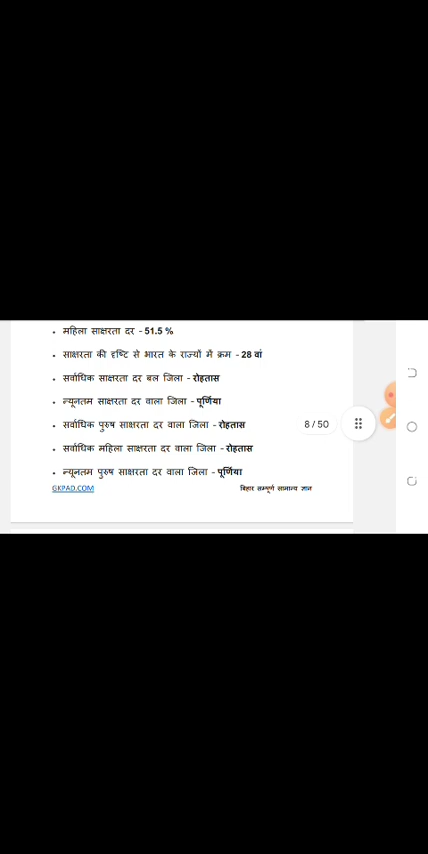 • महिला साक्षरता दर - 51.5 %
• साक्षरता की दृष्टि से भारत के राज्यों में क्रम - 28 वां
• सर्वाधिक साक्षरता दर बल जिला - रोहतास
• न्यूनतम साक्षरता दर वाला जिला - पूर्णिया
• सर्वाधिक पुरुष साक्षरता दर वाला जिला - रोहतास
8 / 50
• सर्वाधिक महिला साक्षरता दर वाला जिला - रोहतास
• न्यूनतम पुरुष साक्षरता दर वाला जिला - पूर्णिया
GKPAD.COM बिहार सम्पूर्ण सामान्य ज्ञान